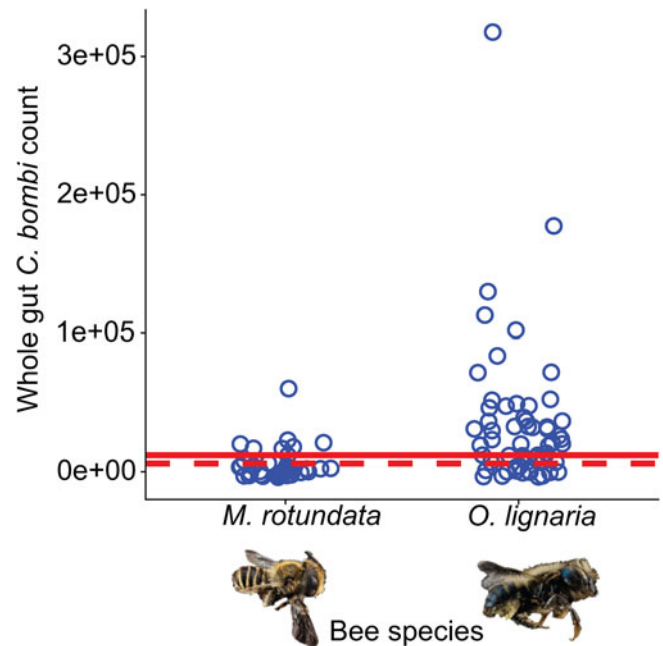 Whole gut C. bombi count
3e+05
2e+05
1e+05
0e+00
M. rotundata
O. lignaria
Bee species